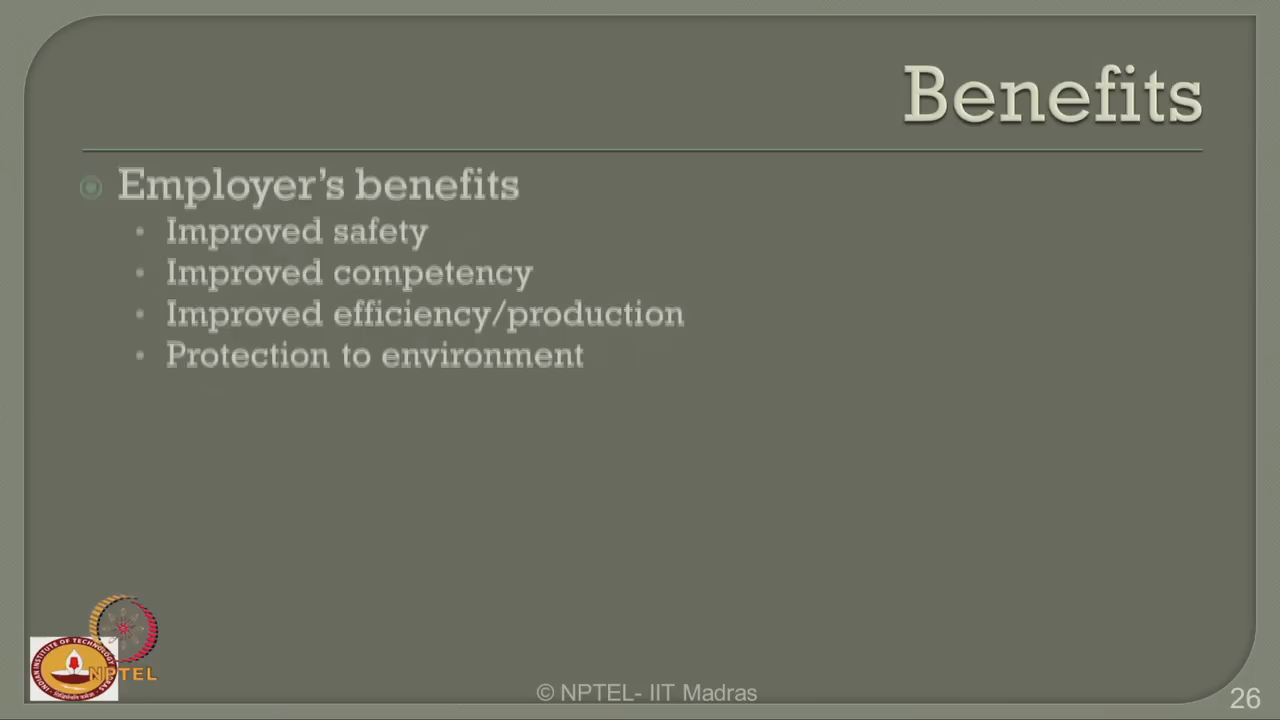 Benefits
Employer's benefits
Improved safety
Improved competency
Improved efficiency/production
Protection to environment
NPTEL
© NPTEL- IIT Madras
26